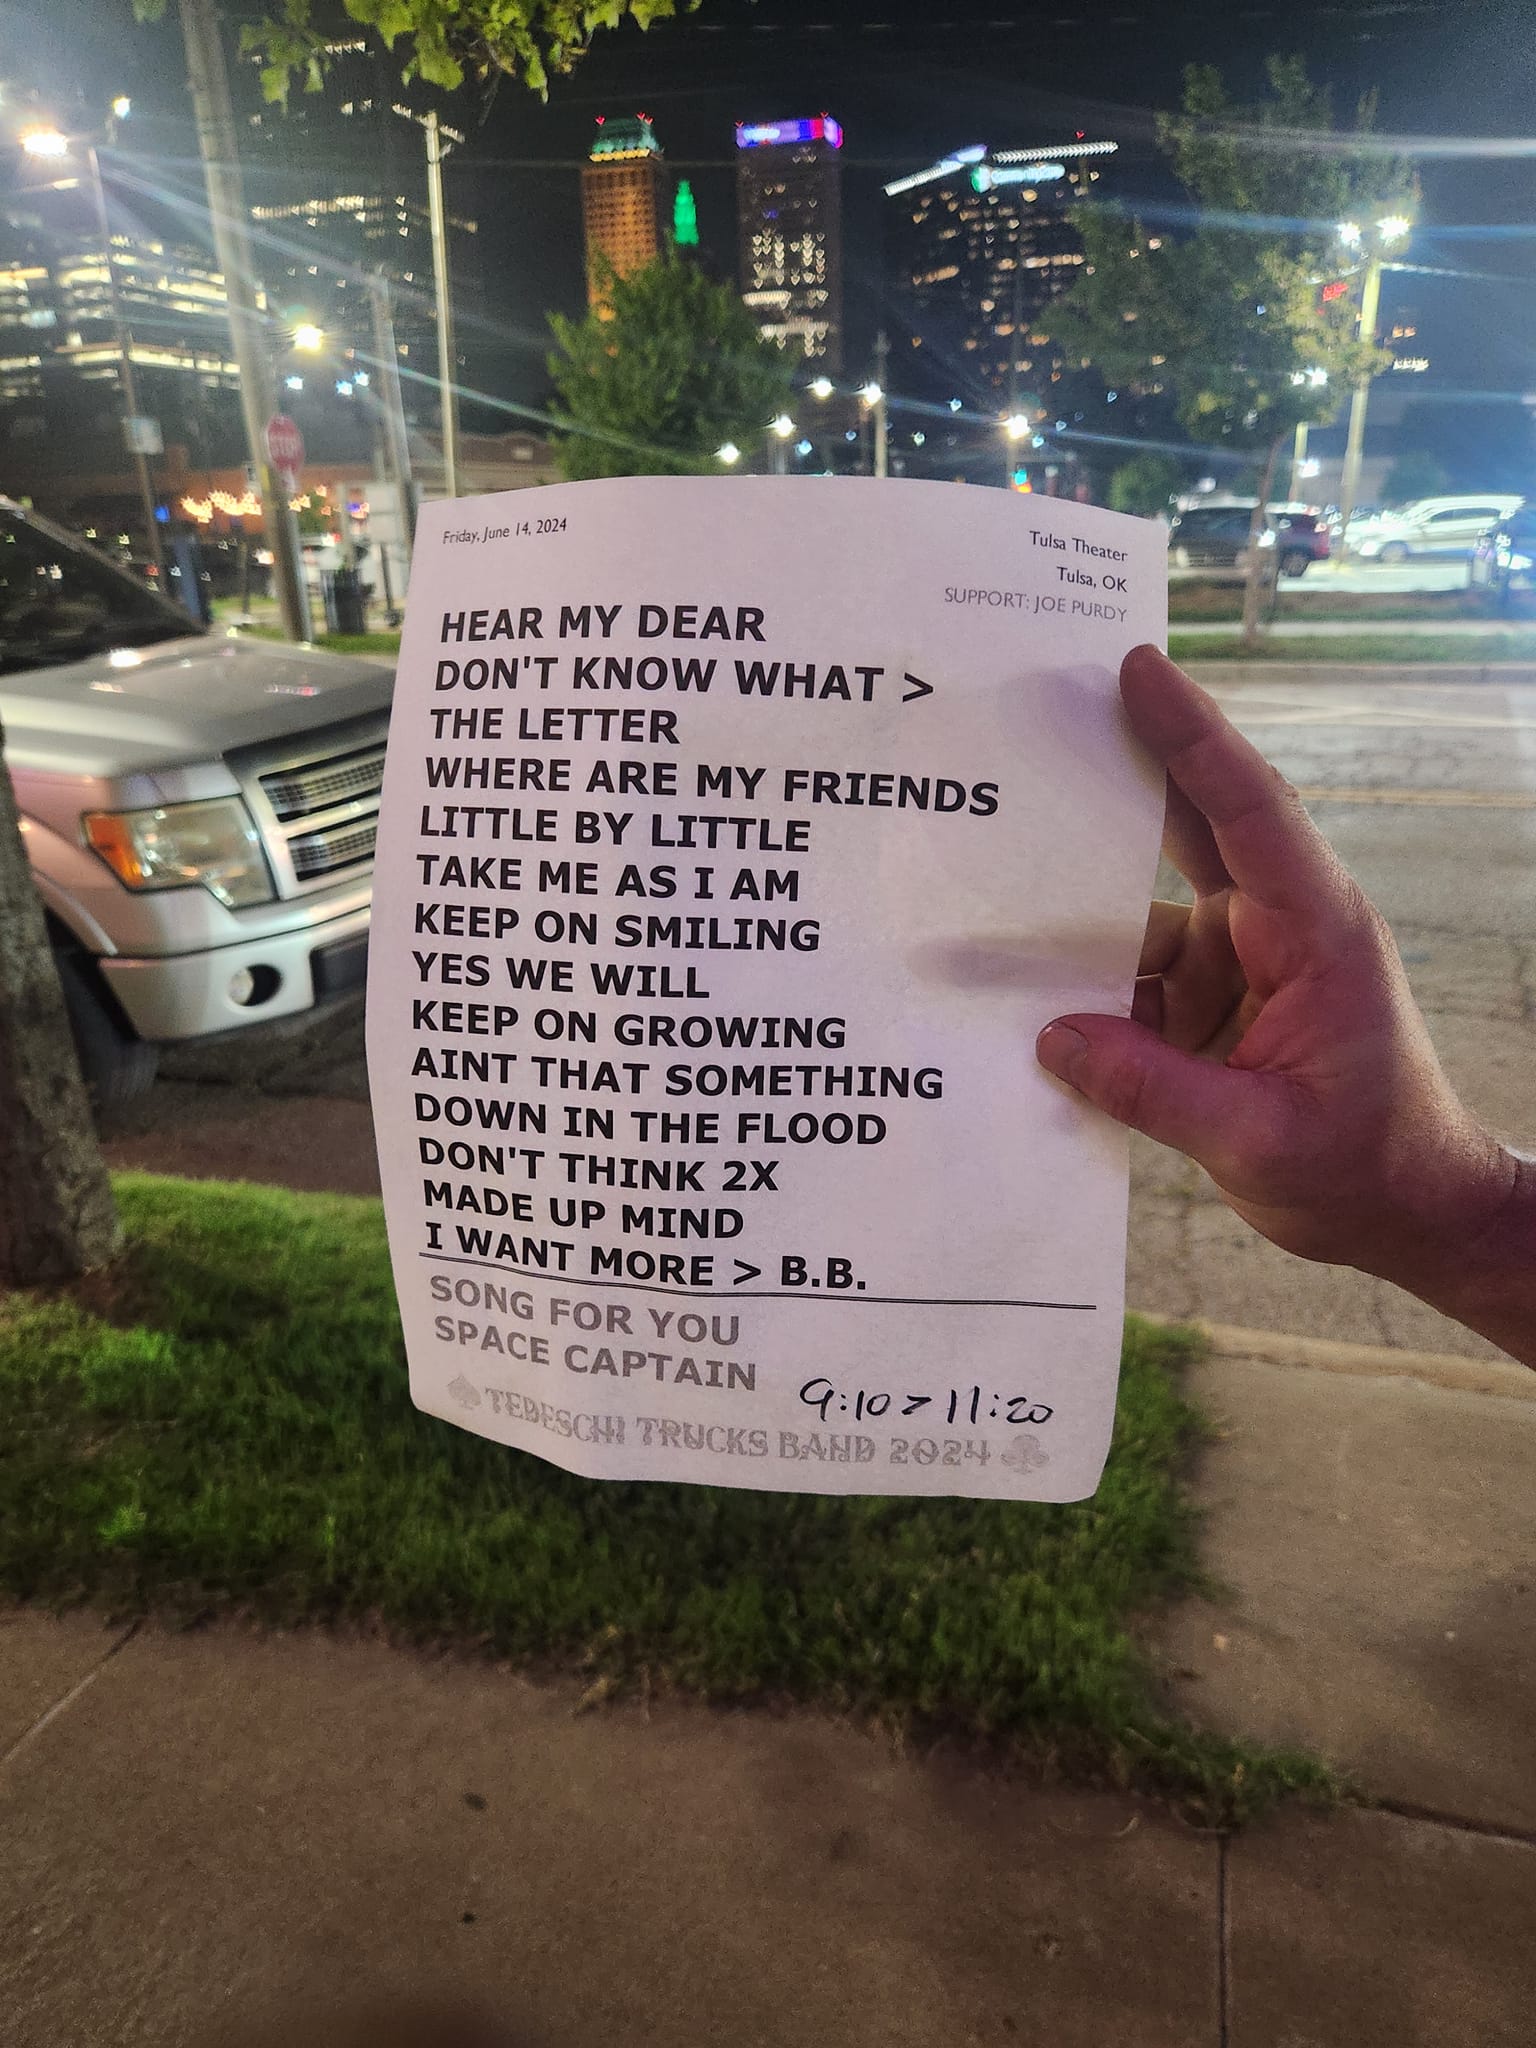 STOP
Friday, June 14, 2024
Tulsa Theater
Tulsa, OK
SUPPORT: JOE PURDY
HEAR MY DEAR
DON'T KNOW WHAT >
THE LETTER
WHERE ARE MY FRIENDS
LITTLE BY LITTLE
TAKE ME AS I AM
KEEP ON SMILING
YES WE WILL
KEEP ON GROWING
AINT THAT SOMETHING
DOWN IN THE FLOOD
DON'T THINK 2X
MADE UP MIND
I WANT MORE > B.B.
SONG FOR YOU
SPACE CAPTAIN
9:10 > 11:20
TEDESCHI TRUCKS BAND 2024